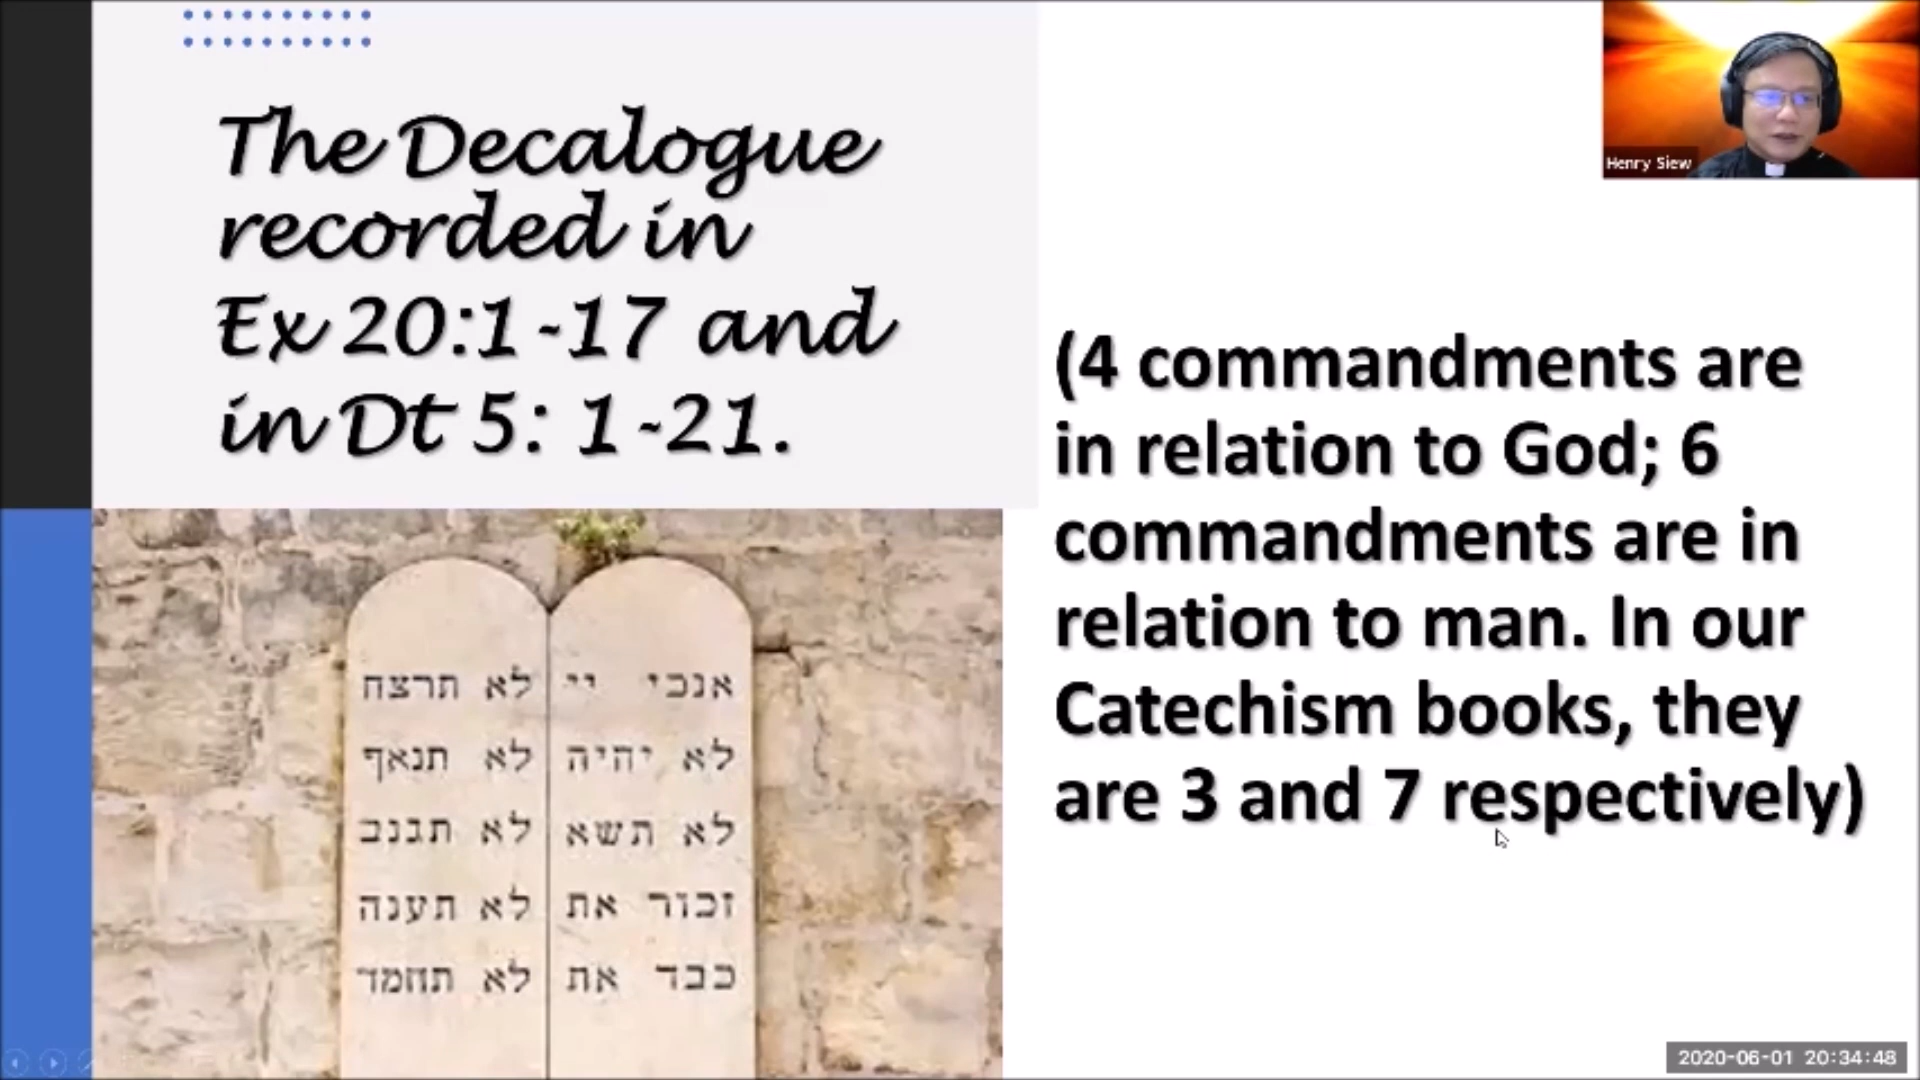 The Decalogue
recorded in
Ex 20:1-17 and
in Dt 5: 1-21.
(4 commandments are
in relation to God; 6
commandments are in
relation to man. In our
Catechism books, they
are 3 and 7 respectively)
Henry Siew
אנכי יי
לא יהיה
לא תשא
זכור את
כבד את
לא תרצח
לא תנאף
לא תגנב
לא תענה
לא תחמד
2020-06-01 20:34:48